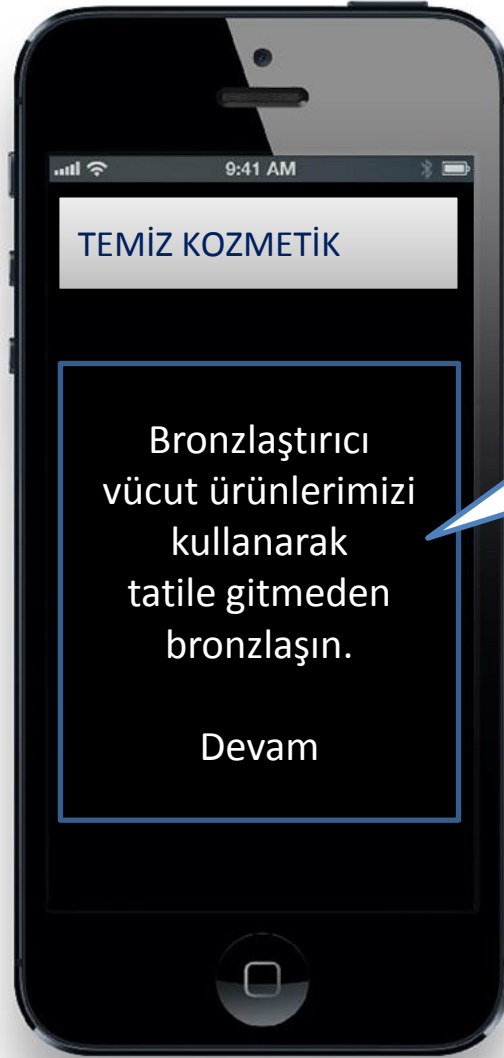 9:41 AM
TEMİZ KOZMETİK
Bronzlaştırıcı
vücut ürünlerimizi
kullanarak
tatile gitmeden
bronzlaşın.
Devam